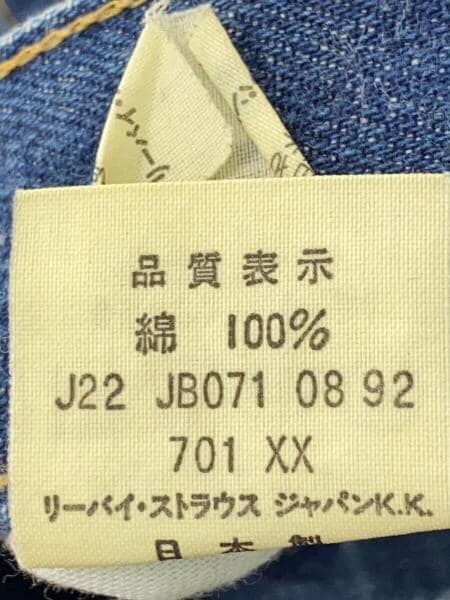 品質表示
綿 100%
J22 JB071 08 92
701 XX
リーバイ・ストラウス ジャパンK.K.
日本製